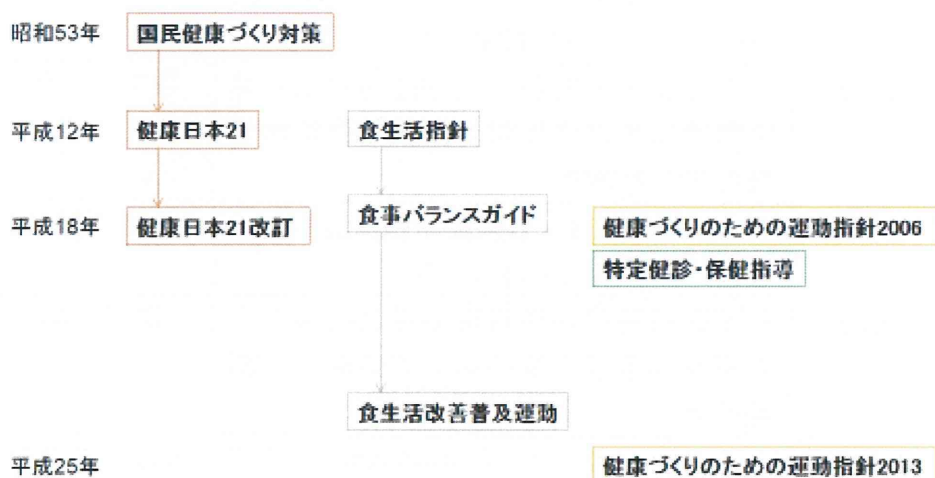 昭和53年 国民健康づくり対策
平成12年 健康日本21 食生活指針
平成18年 健康日本21改訂 食事バランスガイド 健康づくりのための運動指針2006
特定健診・保健指導
食生活改善普及運動
平成25年 健康づくりのための運動指針2013